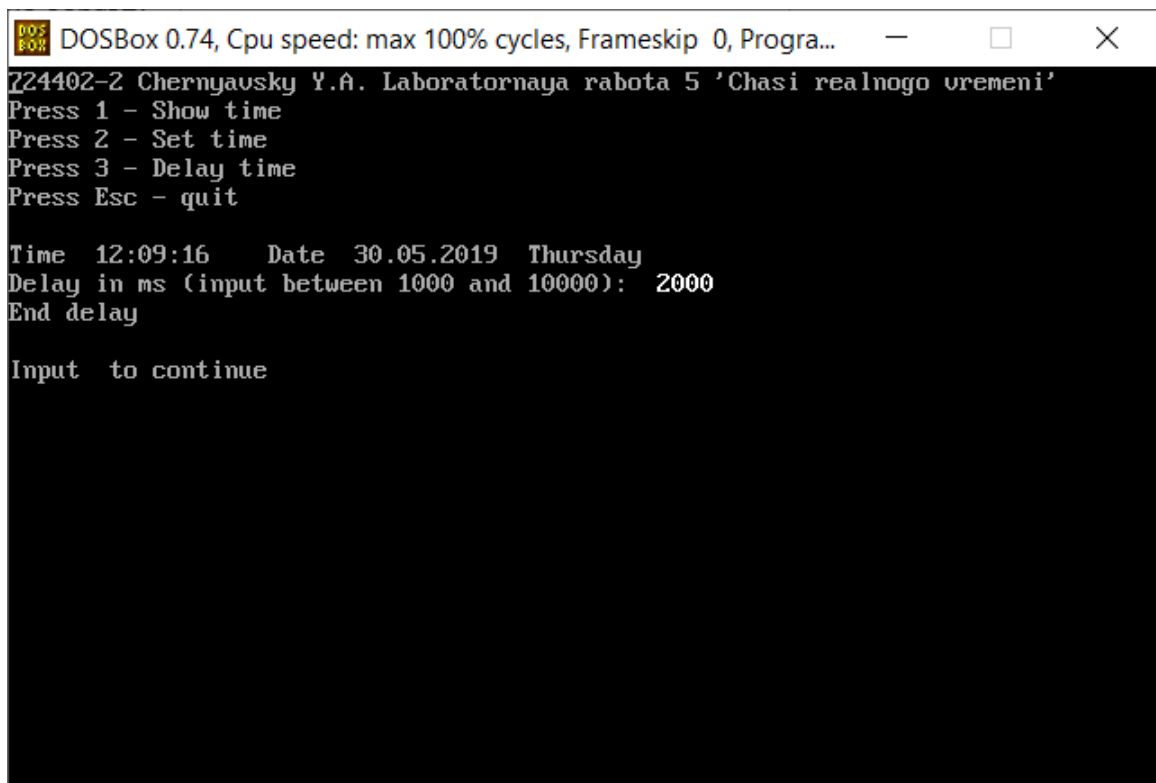 DOSBox 0.74, Cpu speed: max 100% cycles, Frameskip 0, Progra...
724402-2 Chernyavsky Y.A. Laboratornaya rabota 5 'Chasi realnogo vremeni'
Press 1 - Show time
Press 2 - Set time
Press 3 - Delay time
Press Esc - quit
Time 12:09:16 Date 30.05.2019 Thursday
Delay in ms (input between 1000 and 10000): 2000
End delay
Input to continue